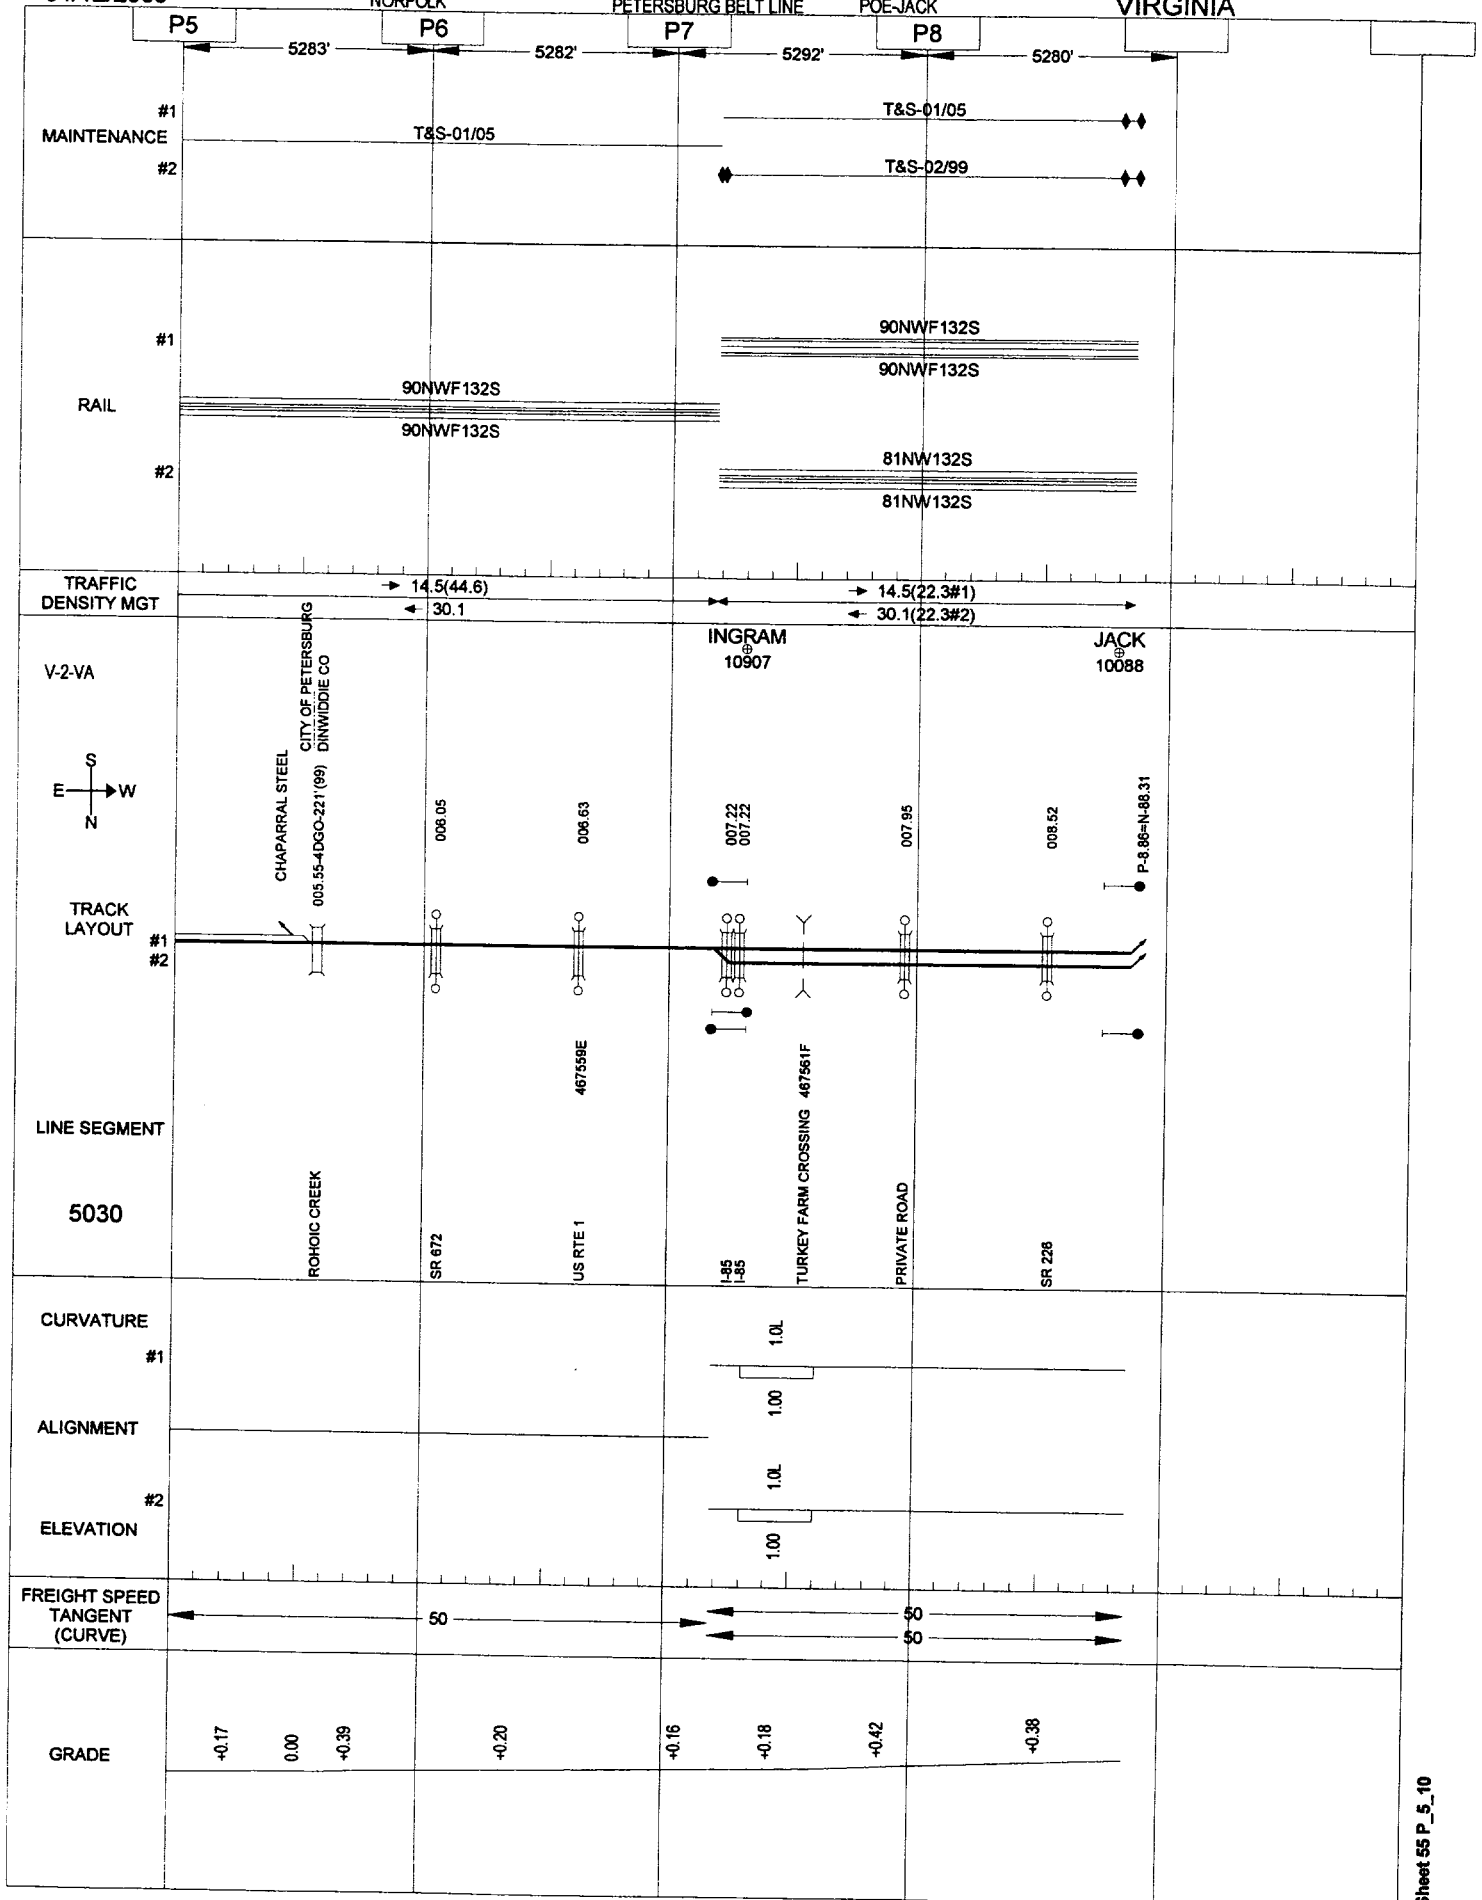 NORFOLK PETERSBURG BELT LINE POE-JACK VIRGINIA
P5 P6 P7 P8
5283' 5282' 5292' 5280'
MAINTENANCE
#1
#2
T&S-01/05
T&S-01/05
T&S-02/99
RAIL
#1
#2
90NWF132S
90NWF132S
90NWF132S
90NWF132S
81NW132S
81NW132S
TRAFFIC
DENSITY MGT
14.5(44.6)
30.1
14.5(22.3#1)
30.1(22.3#2)
V-2-VA
INGRAM
10907
JACK
10088
S
E W
N
CHAPARRAL STEEL
CITY OF PETERSBURG
DINWIDDIE CO
005.55-4DGO-221'(99)
006.05
006.63
007.22
007.22
007.95
008.52
P-8.86=N-88.31
TRACK
LAYOUT
#1
#2
467559E
TURKEY FARM CROSSING 467561F
LINE SEGMENT
5030
ROHOIC CREEK
SR 672
US RTE 1
I-85
I-85
PRIVATE ROAD
SR 226
CURVATURE
#1
1.0L
1.00
ALIGNMENT
#2
1.0L
1.00
ELEVATION
FREIGHT SPEED
TANGENT
(CURVE)
50
50
50
GRADE
+0.17
0.00
+0.39
+0.20
+0.16
+0.18
+0.42
+0.38
Sheet 55 P_5_10